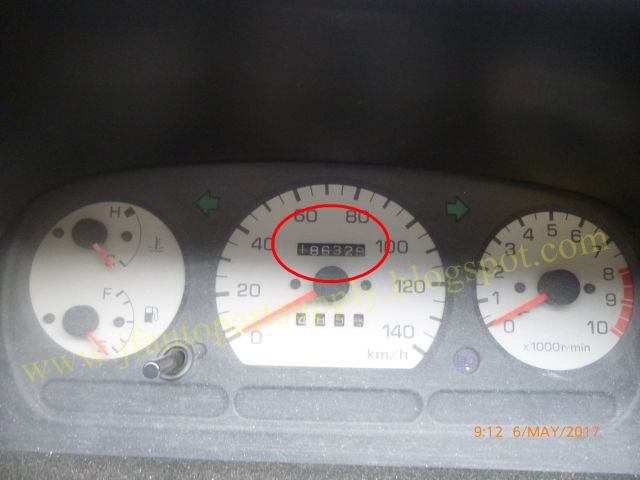 H
C
F
E
0 20 40 60 80 100 120 140
186329
km/h
0 1 2 3 4 5 6 7 8 9 10
x1000r/min
www.jfautopartsupply.blogspot.com
9:12 6/MAY/2017